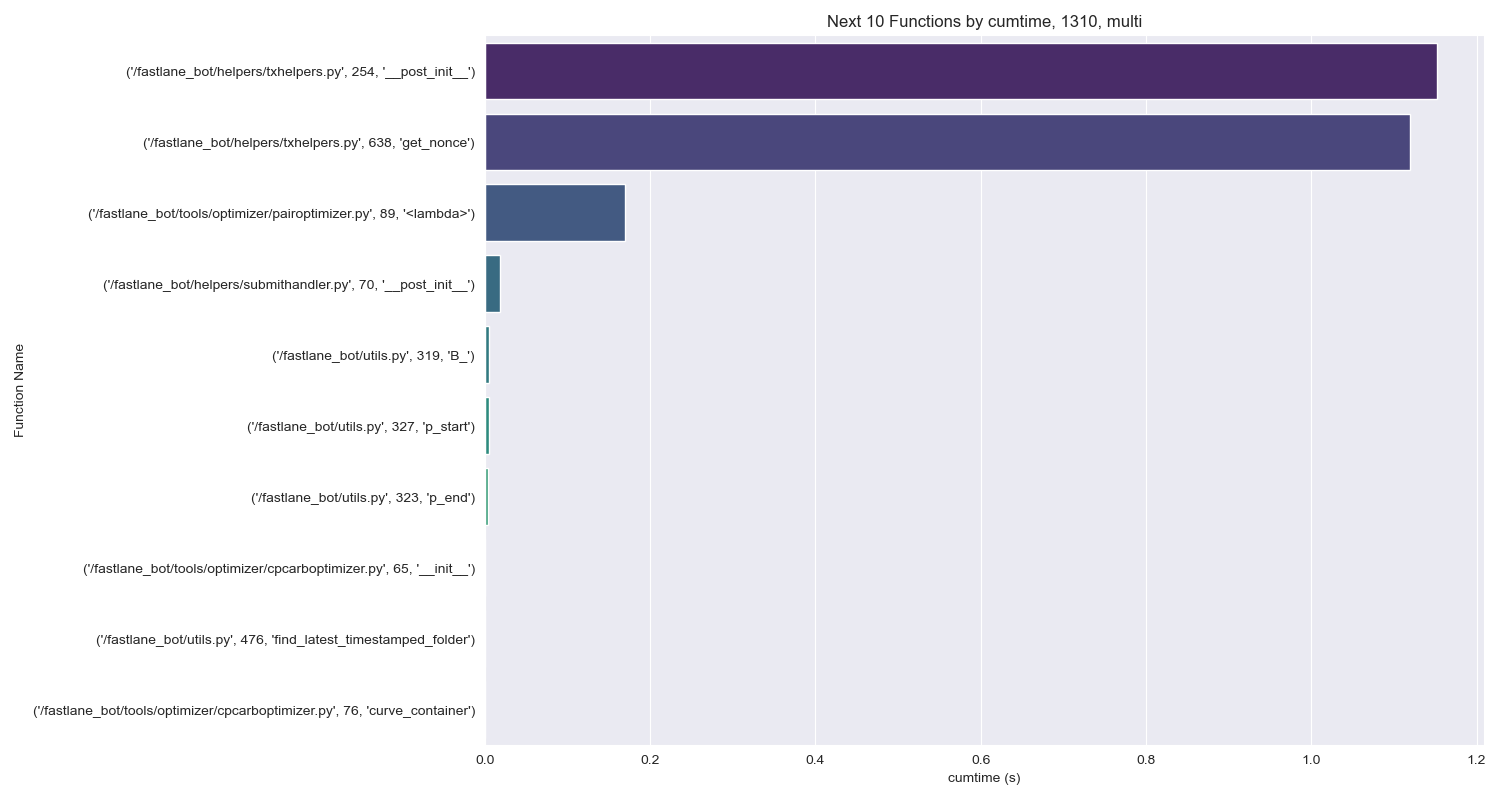 Next 10 Functions by cumtime, 1310, multi
('/fastlane_bot/helpers/txhelpers.py', 254, '__post_init__')
('/fastlane_bot/helpers/txhelpers.py', 638, 'get_nonce')
('/fastlane_bot/tools/optimizer/pairoptimizer.py', 89, '<lambda>')
('/fastlane_bot/helpers/submithandler.py', 70, '__post_init__')
('/fastlane_bot/utils.py', 319, 'B_')
('/fastlane_bot/utils.py', 327, 'p_start')
('/fastlane_bot/utils.py', 323, 'p_end')
('/fastlane_bot/tools/optimizer/cpcarboptimizer.py', 65, '__init__')
('/fastlane_bot/utils.py', 476, 'find_latest_timestamped_folder')
('/fastlane_bot/tools/optimizer/cpcarboptimizer.py', 76, 'curve_container')
Function Name
0.0 0.2 0.4 0.6 0.8 1.0 1.2
cumtime (s)